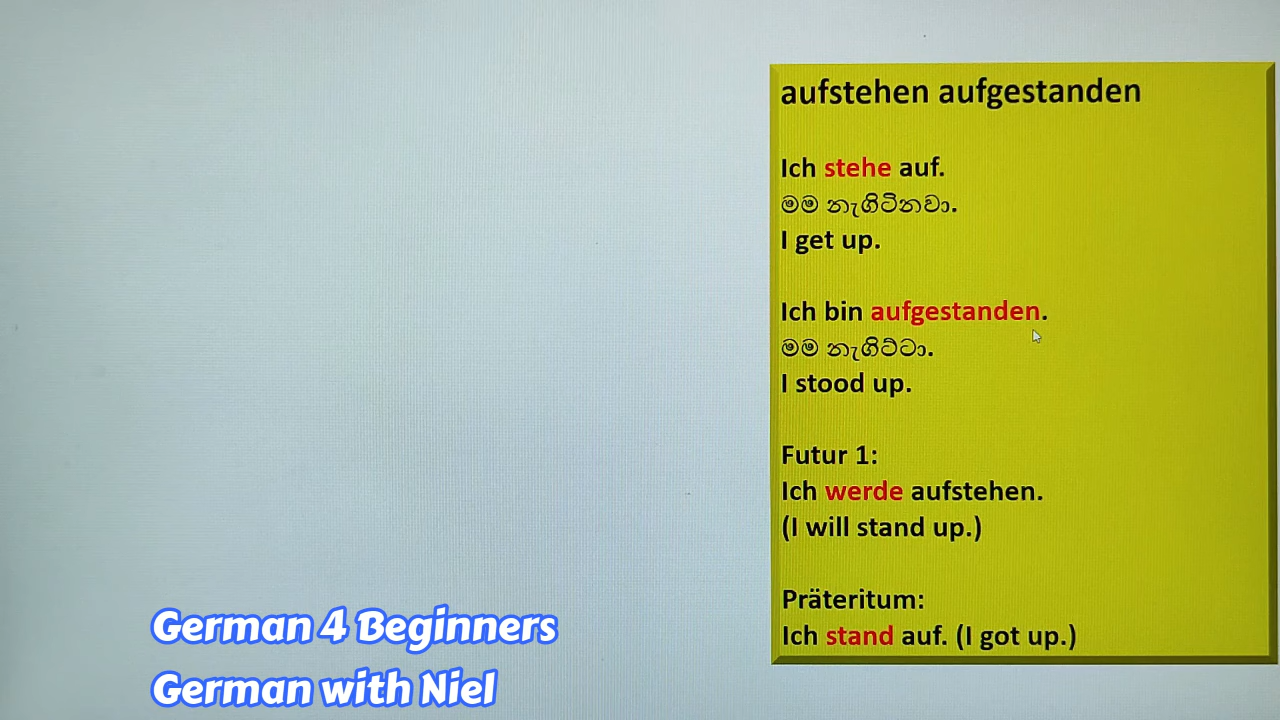 aufstehen aufgestanden
Ich stehe auf.
මම නැගිටිනවා.
I get up.
Ich bin aufgestanden.
මම නැගිට්ටා.
I stood up.
Futur 1:
Ich werde aufstehen.
(I will stand up.)
Präteritum:
Ich stand auf. (I got up.)
German 4 Beginners
German with Niel